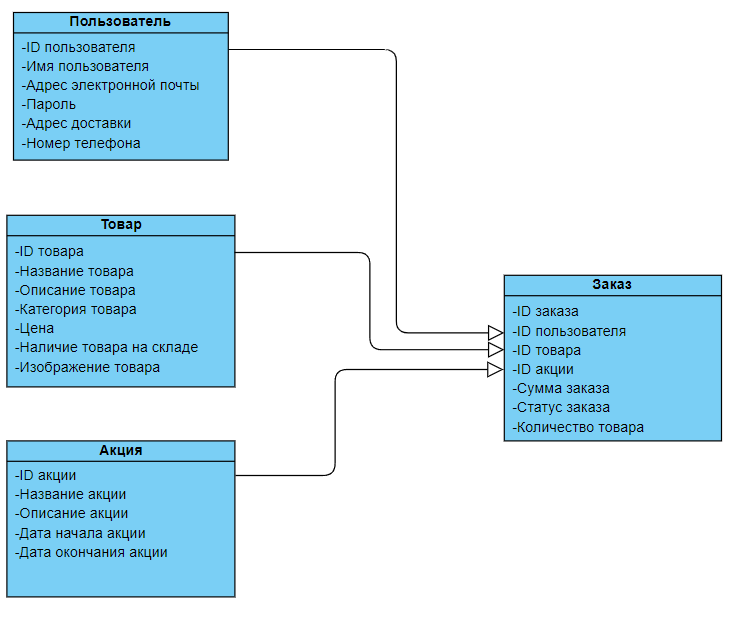 Пользователь
-ID пользователя
-Имя пользователя
-Адрес электронной почты
-Пароль
-Адрес доставки
-Номер телефона
Товар
-ID товара
-Название товара
-Описание товара
-Категория товара
-Цена
-Наличие товара на складе
-Изображение товара
Акция
-ID акции
-Название акции
-Описание акции
-Дата начала акции
-Дата окончания акции
Заказ
-ID заказа
-ID пользователя
-ID товара
-ID акции
-Сумма заказа
-Статус заказа
-Количество товара